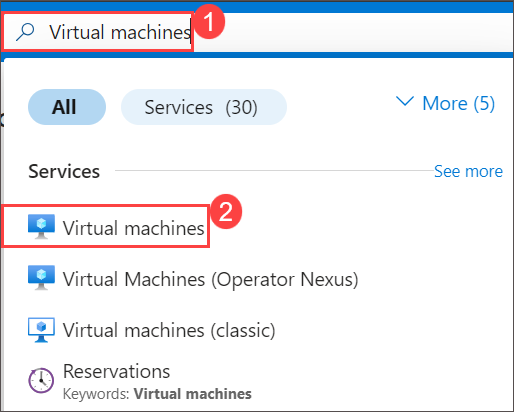 Virtual machines 1
All Services (30) More (5)
Services See more
Virtual machines 2
Virtual Machines (Operator Nexus)
Virtual machines (classic)
Reservations
Keywords: Virtual machines